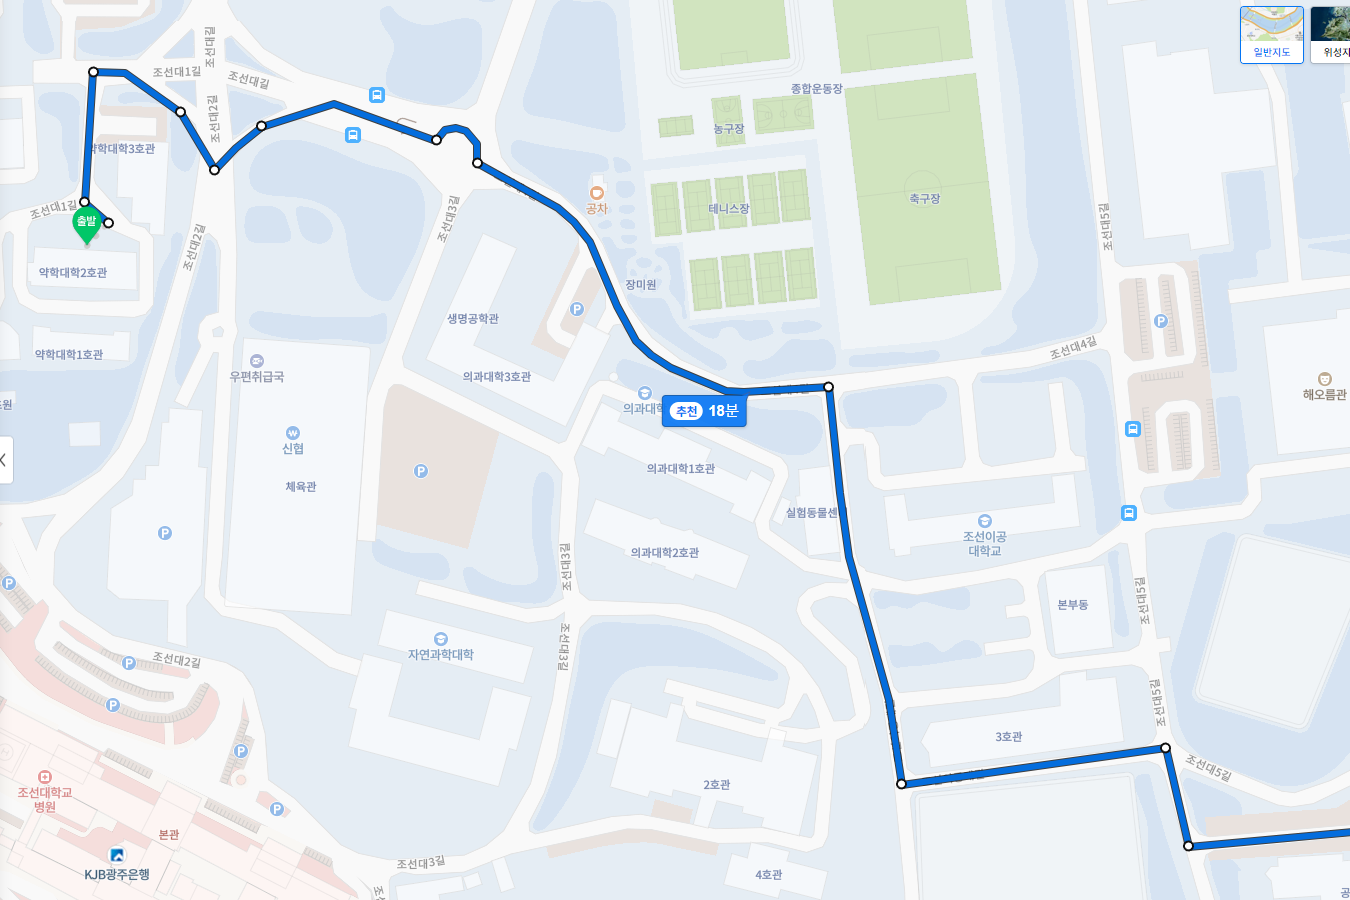 일반지도
위성지
조선대길
조선대1길
조선대길
조선대2길
종합운동장
농구장
약학대학3호관
테니스장
축구장
공차
조선대1길
출발
조선대3길
조선대2길
조선대5길
약학대학2호관
장미원
생명공학관
약학대학1호관
조선대4길
의과대학3호관
우편취급국
해오름관
의과대학
추천 18분
신협
의과대학1호관
체육관
실험동물센
조선이공
대학교
의과대학2호관
조선대3길
본부동
조선대5길
조선대2길
자연과학대학
조선대3길
조선대5길
3호관
조선대5길
2호관
조선대학교
병원
본관
조선대3길
KJB광주은행
4호관
P
P
P
P
P
P
P
P
P